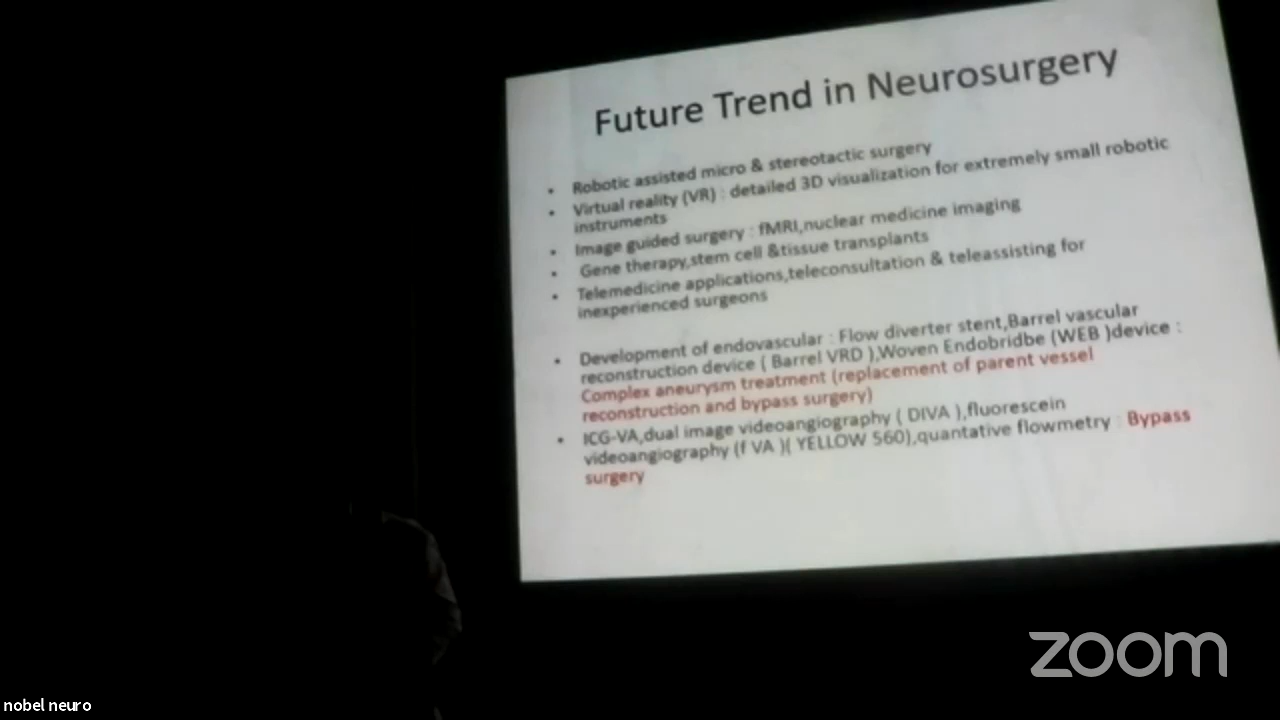 Future Trend in Neurosurgery
• Robotic assisted micro & stereotactic surgery
• Virtual reality (VR) : detailed 3D visualization for extremely small robotic
instruments
• Image guided surgery : fMRI,nuclear medicine imaging
• Gene therapy,stem cell &tissue transplants
• Telemedicine applications,teleconsultation & teleassisting for
inexperienced surgeons
• Development of endovascular : Flow diverter stent,Barrel vascular
reconstruction device ( Barrel VRD ),Woven Endobridbe (WEB )device :
Complex aneurysm treatment (replacement of parent vessel
reconstruction and bypass surgery)
• ICG-VA,dual image videoangiography ( DIVA ),fluorescein
videoangiography (f VA )( YELLOW 560),quantative flowmetry : Bypass
surgery
zoom
nobel neuro